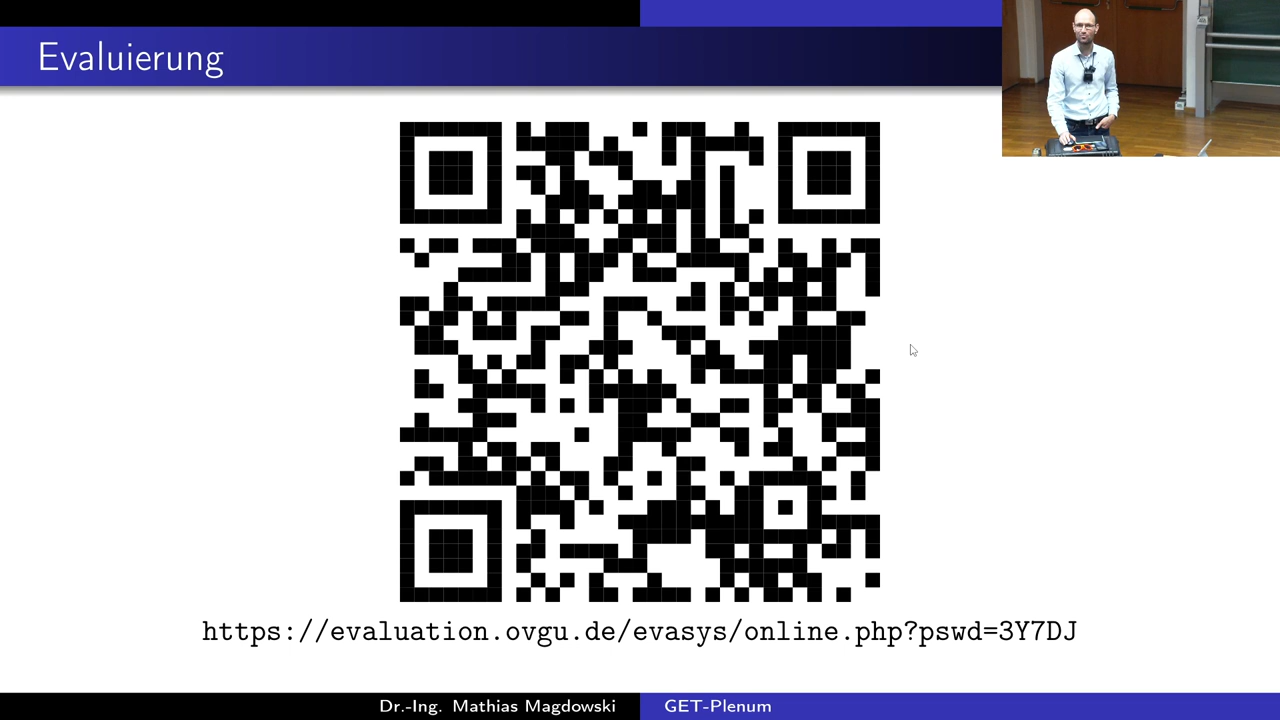 Evaluierung
https://evaluation.ovgu.de/evasys/online.php?pswd=3Y7DJ
Dr.-Ing. Mathias Magdowski
GET-Plenum